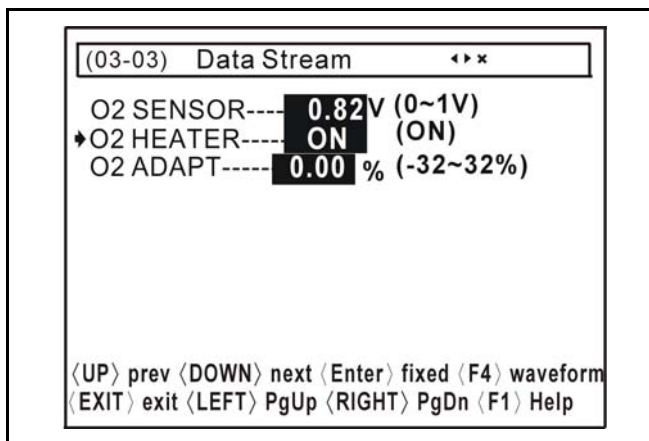 (03-03) Data Stream
O2 SENSOR---- 0.82 V (0~1V)
O2 HEATER----- ON (ON)
O2 ADAPT----- 0.00 % (-32~32%)
〈UP〉 prev 〈DOWN〉 next 〈Enter〉 fixed 〈F4〉 waveform
〈EXIT〉 exit 〈LEFT〉 PgUp 〈RIGHT〉 PgDn 〈F1〉 Help